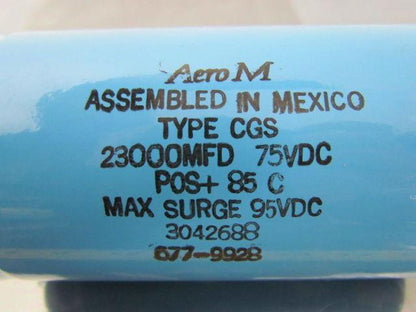 Aero M
ASSEMBLED IN MEXICO
TYPE CGS
23000MFD 75VDC
POS+ 85 C
MAX SURGE 95VDC
3042688
677-9928